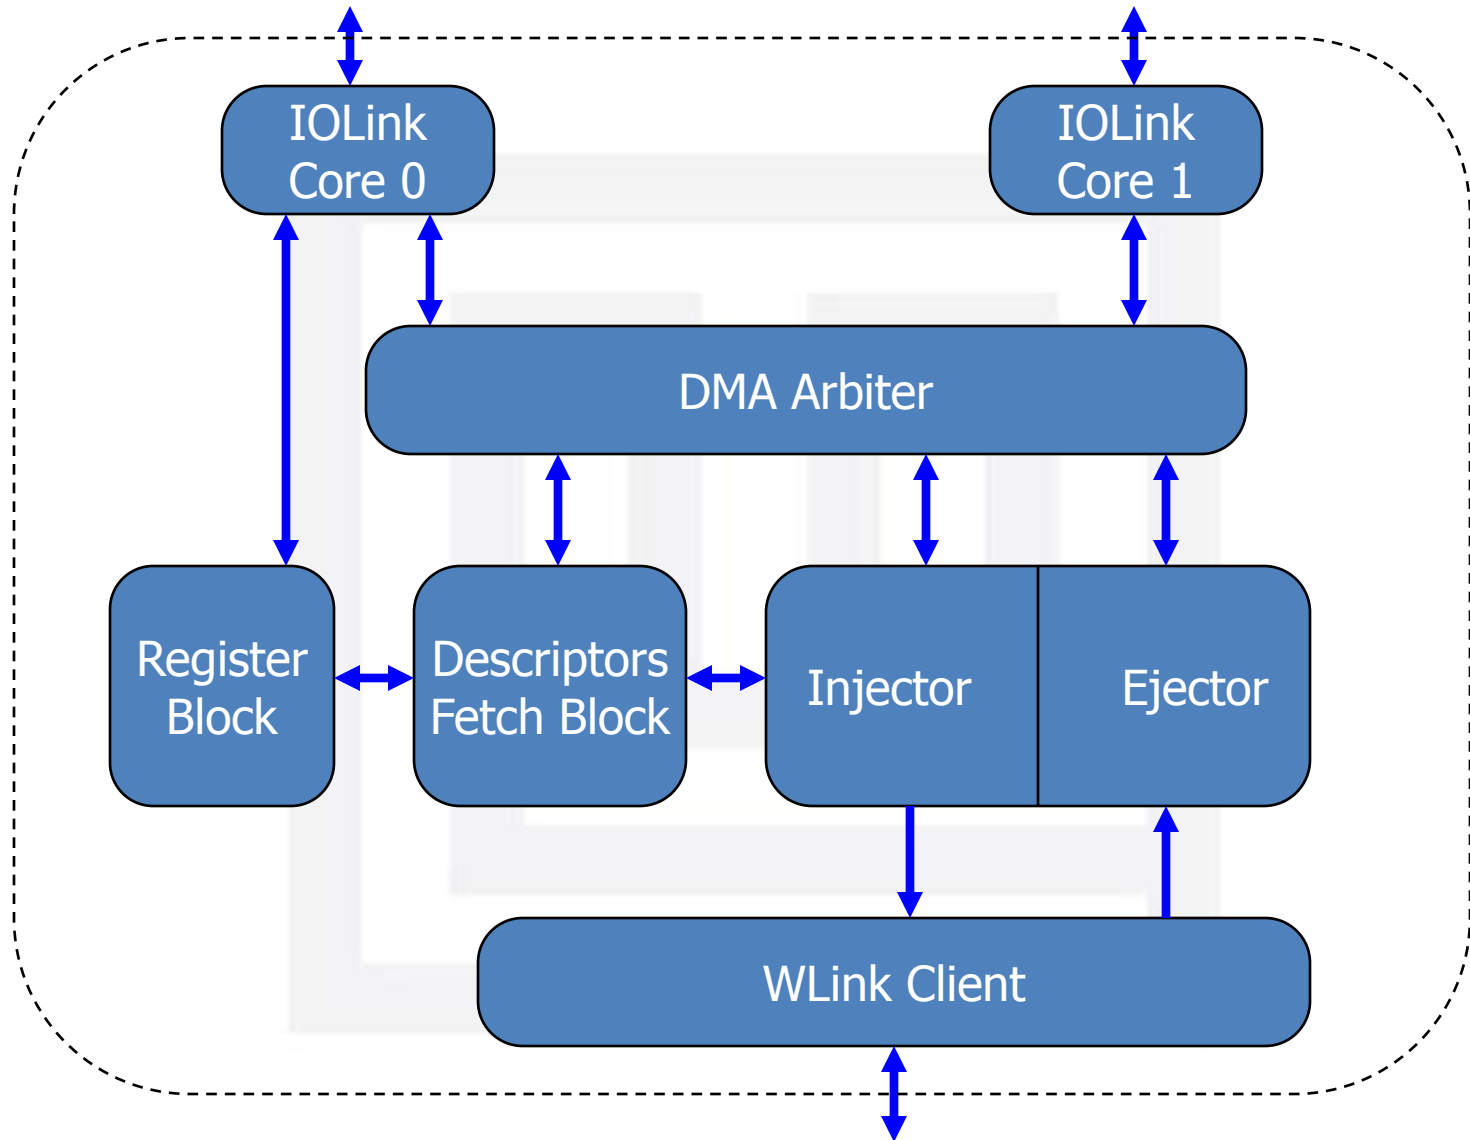 IOLink
Core 0
IOLink
Core 1
DMA Arbiter
Register
Block
Descriptors
Fetch Block
Injector
Ejector
WLink Client